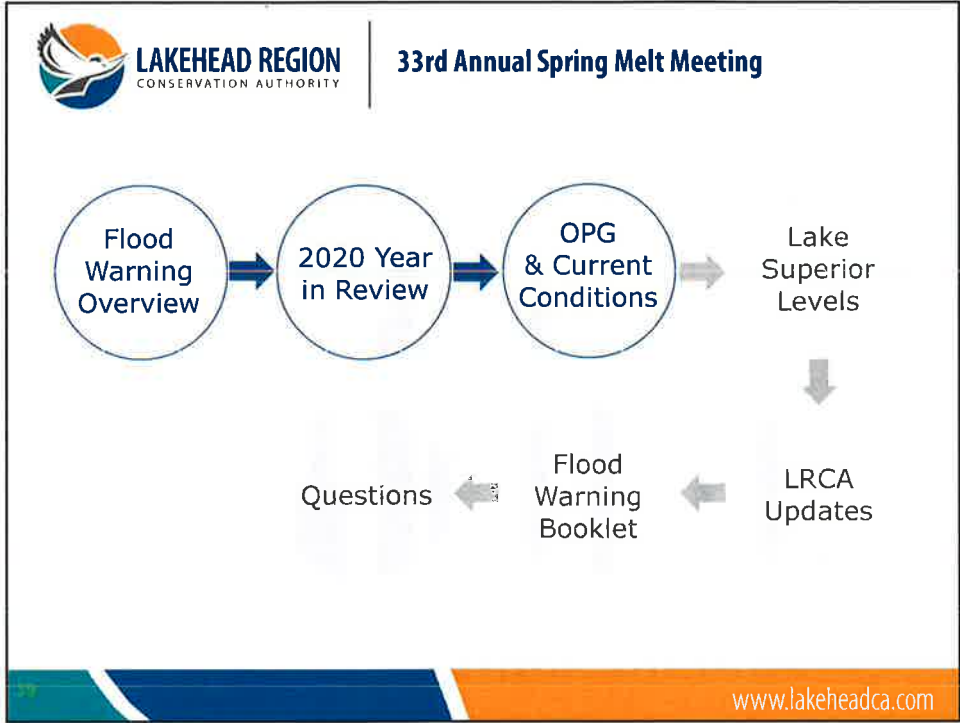 LAKEHEAD REGION
CONSERVATION AUTHORITY
33rd Annual Spring Melt Meeting
Flood
Warning
Overview
2020 Year
in Review
OPG
& Current
Conditions
Lake
Superior
Levels
LRCA
Updates
Flood
Warning
Booklet
Questions
39
www.lakeheadca.com